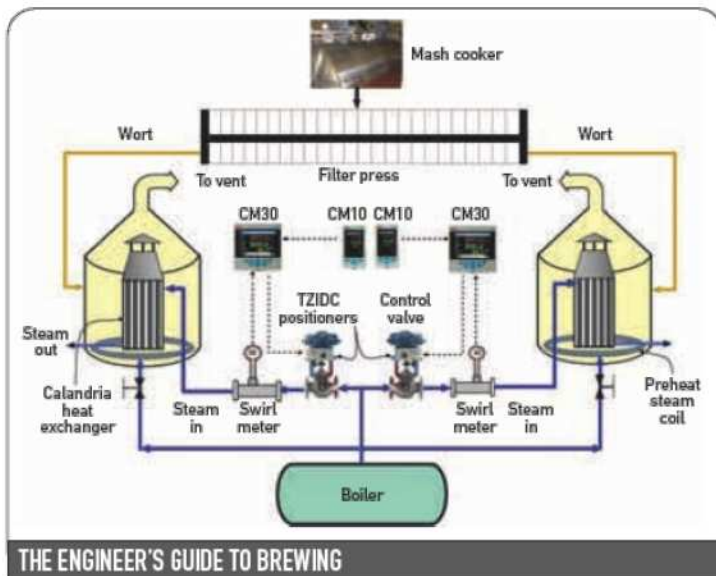 Mash cooker
Wort
Wort
Filter press
To vent
To vent
CM30
CM10
CM10
CM30
TZIDC
positioners
Control
valve
Steam
out
Calandria
heat
exchanger
Steam
in
Swirl
meter
Swirl
meter
Steam
in
Preheat
steam
coil
Boiler
THE ENGINEER'S GUIDE TO BREWING